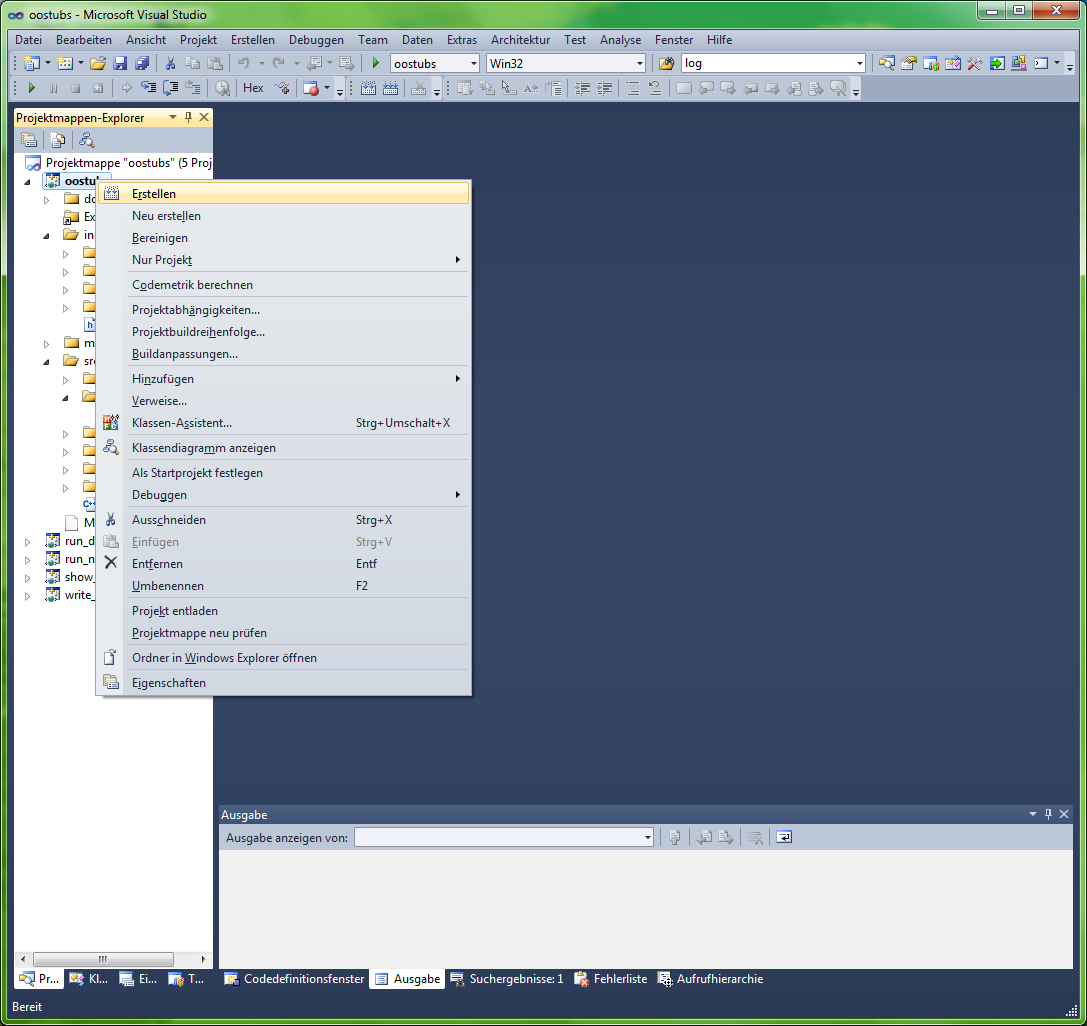 oostubs - Microsoft Visual Studio
Datei Bearbeiten Ansicht Projekt Erstellen Debuggen Team Daten Extras Architektur Test Analyse Fenster Hilfe
oostubs Win32 log
Hex
Projektmappen-Explorer
Projektmappe "oostubs" (5 Proj
oostu
do
Ex
in
h
m
src
C++
M
run_d
run_n
show_
write_
Erstellen
Neu erstellen
Bereinigen
Nur Projekt
Codemetrik berechnen
Projektabhängigkeiten...
Projektbuildreihenfolge...
Buildanpassungen...
Hinzufügen
Verweise...
Klassen-Assistent... Strg+Umschalt+X
Klassendiagramm anzeigen
Als Startprojekt festlegen
Debuggen
Ausschneiden Strg+X
Einfügen Strg+V
Entfernen Entf
Umbenennen F2
Projekt entladen
Projektmappe neu prüfen
Ordner in Windows Explorer öffnen
Eigenschaften
Ausgabe
Ausgabe anzeigen von:
Pr... Kl... Ei... T... Codedefinitionsfenster Ausgabe Suchergebnisse: 1 Fehlerliste Aufrufhierarchie
Bereit